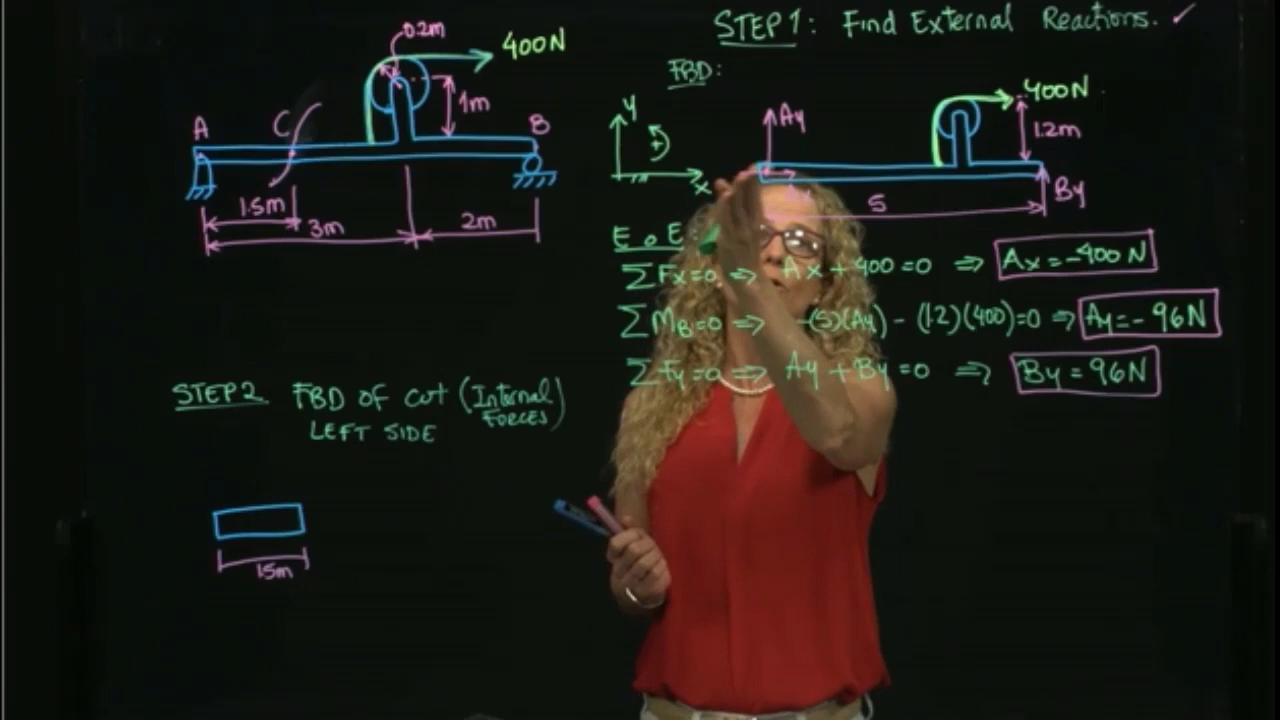 STEP 1: Find External Reactions. ✓
0.2m
400N
1m
A
C
B
1.5m
3m
2m
FBD:
y
+
x
Ay
400N
1.2m
5
By
E o E
ΣFx=0 ⇒ Ax + 400 = 0 ⇒ Ax = -400 N
ΣMB=0 ⇒ -(5)(Ay) - (1.2)(400)=0 ⇒ Ay = - 96N
ΣFy=0 ⇒ Ay + By = 0 ⇒ By = 96N
STEP 2 FBD OF CUT (Internal FORCES)
LEFT SIDE
1.5m